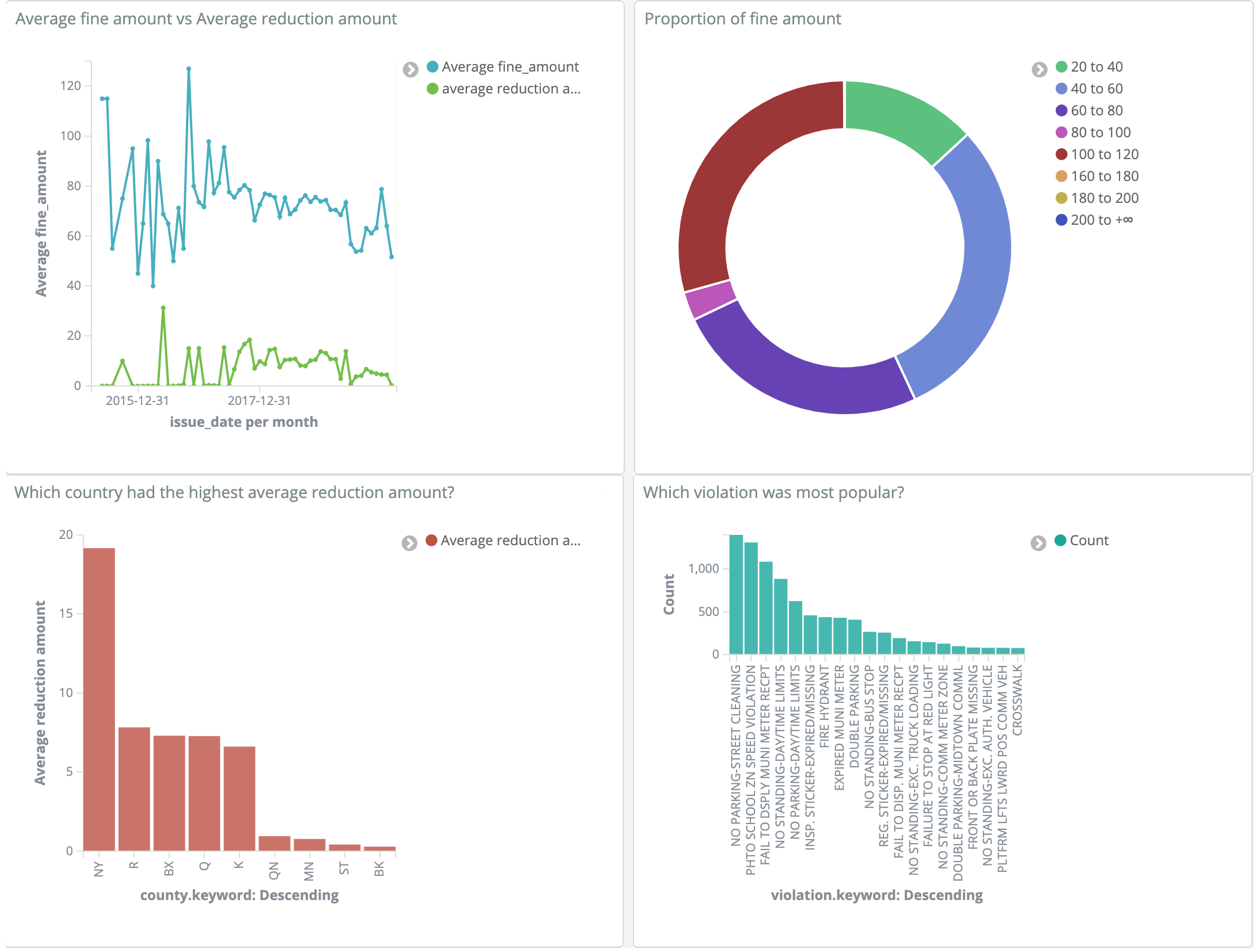 Average fine amount vs Average reduction amount
Average fine_amount
average reduction a...
Average fine_amount
120
100
80
60
40
20
0
2015-12-31
2017-12-31
issue_date per month
Proportion of fine amount
20 to 40
40 to 60
60 to 80
80 to 100
100 to 120
160 to 180
180 to 200
200 to +∞
Which country had the highest average reduction amount?
Average reduction a...
Average reduction amount
20
15
10
5
0
NY
R
BX
Q
K
QN
MN
ST
BK
county.keyword: Descending
Which violation was most popular?
Count
Count
1,000
500
0
NO PARKING-STREET CLEANING
PHTO SCHOOL ZN SPEED VIOLATION
FAIL TO DSPLY MUNI METER RECPT
NO STANDING-DAY/TIME LIMITS
NO PARKING-DAY/TIME LIMITS
INSP. STICKER-EXPIRED/MISSING
FIRE HYDRANT
EXPIRED MUNI METER
DOUBLE PARKING
NO STANDING-BUS STOP
REG. STICKER-EXPIRED/MISSING
FAIL TO DISP. MUNI METER RECPT
NO STANDING-EXC. TRUCK LOADING
FAILURE TO STOP AT RED LIGHT
NO STANDING-COMM METER ZONE
DOUBLE PARKING-MIDTOWN COMML
FRONT OR BACK PLATE MISSING
NO STANDING-EXC. AUTH. VEHICLE
PLTFRM LFTS LWRD POS COMM VEH
CROSSWALK
violation.keyword: Descending